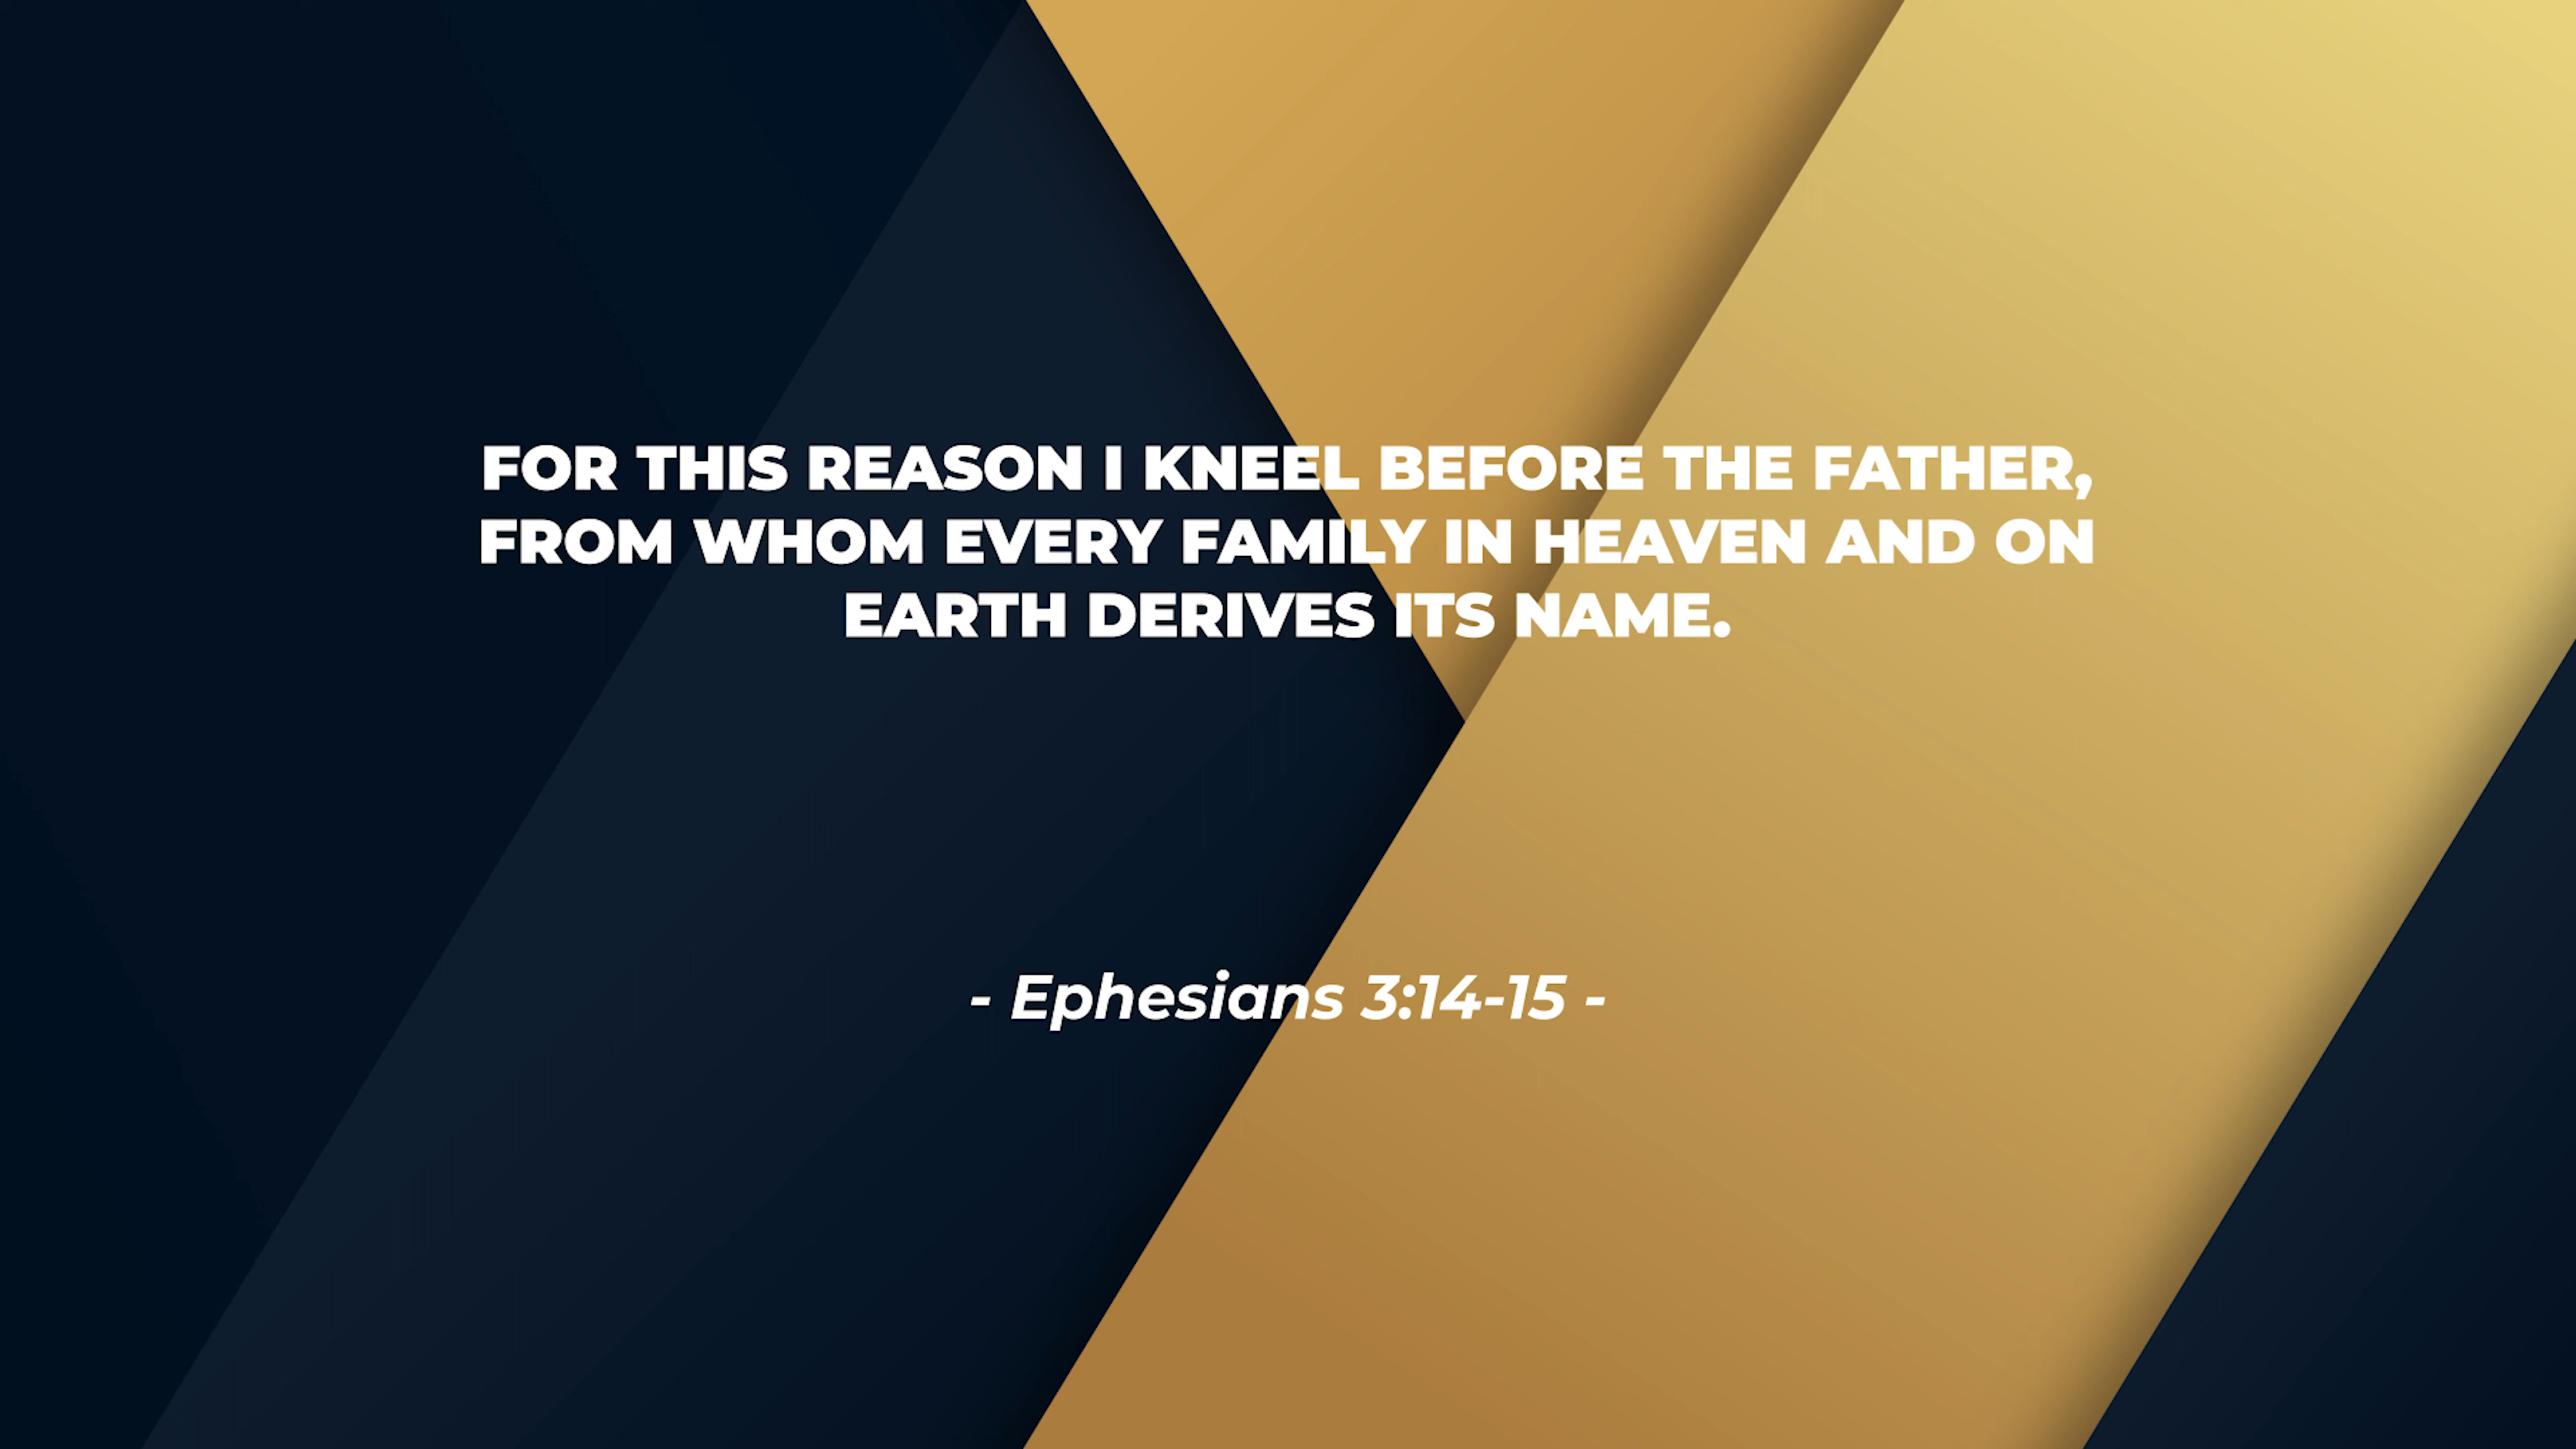 FOR THIS REASON I KNEEL BEFORE THE FATHER,
FROM WHOM EVERY FAMILY IN HEAVEN AND ON
EARTH DERIVES ITS NAME.
- Ephesians 3:14-15 -